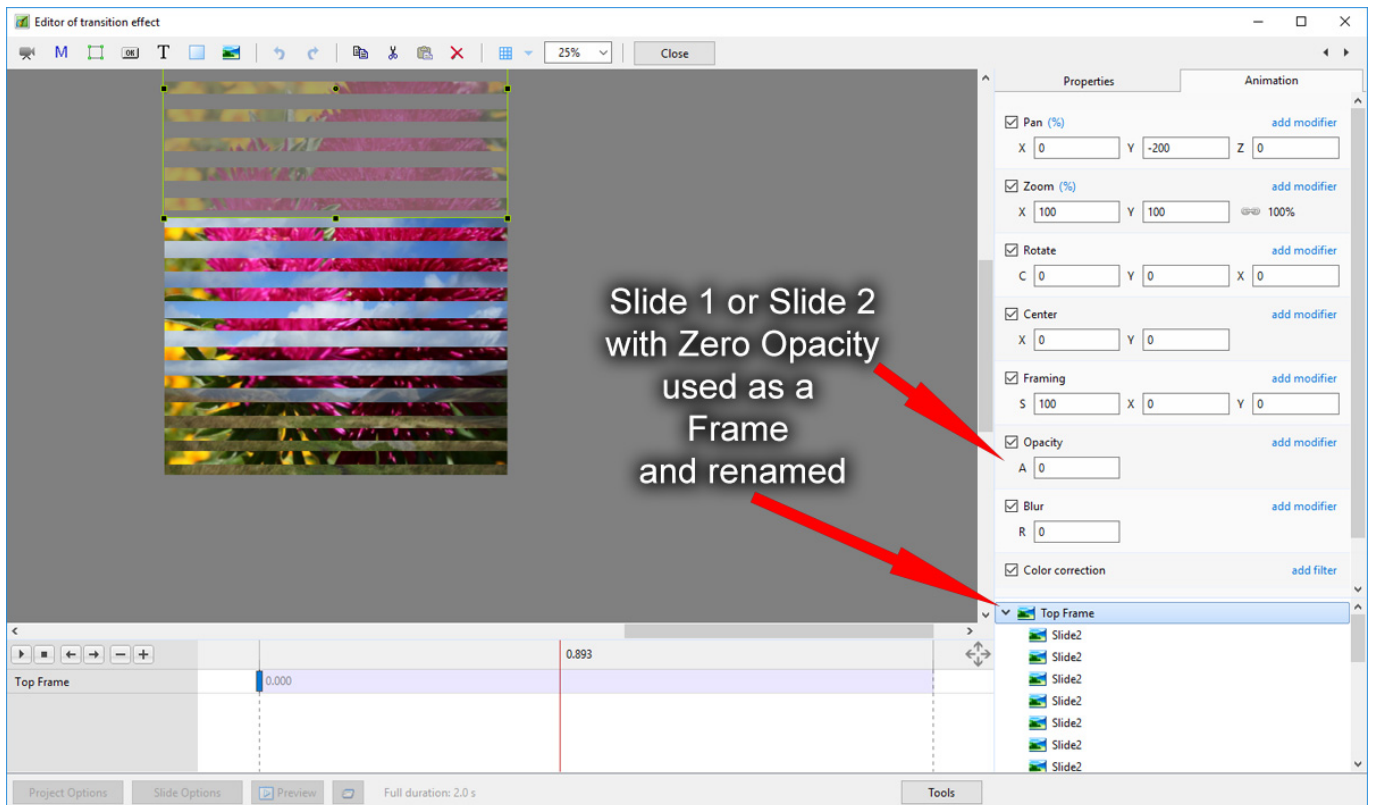 Editor of transition effect
M OK T 25% Close
Properties Animation
Pan (%) add modifier
X 0 Y -200 Z 0
Zoom (%) add modifier
X 100 Y 100 100%
Rotate add modifier
C 0 Y 0 X 0
Center add modifier
X 0 Y 0
Framing add modifier
S 100 X 0 Y 0
Opacity add modifier
A 0
Blur add modifier
R 0
Color correction add filter
Slide 1 or Slide 2
with Zero Opacity
used as a
Frame
and renamed
Top Frame
Slide2
Slide2
Slide2
Slide2
Slide2
Slide2
Slide2
0.893
Top Frame 0.000
Project Options Slide Options Preview Full duration: 2.0 s Tools